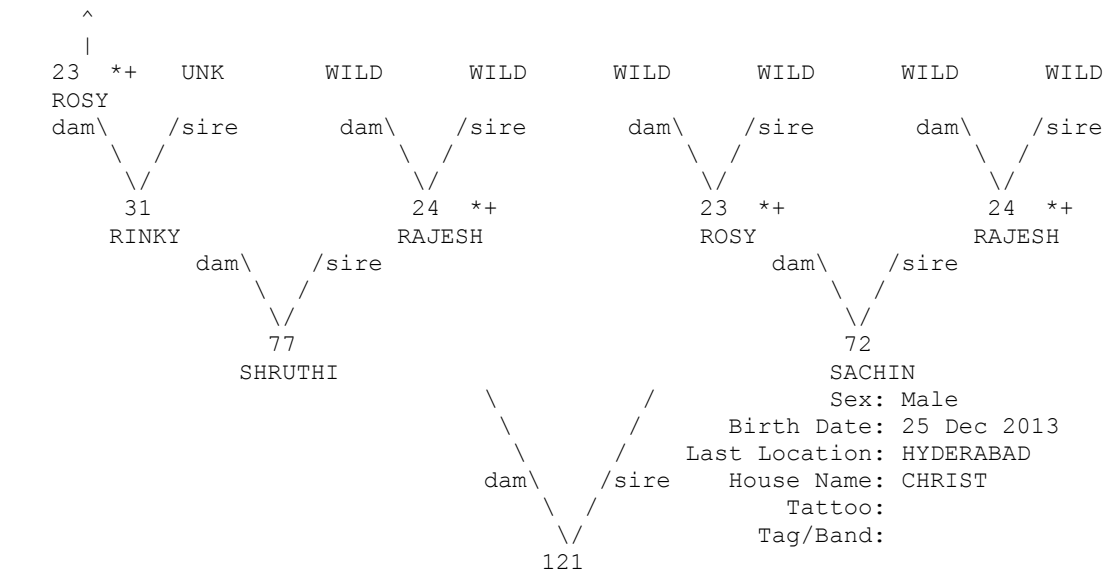 ^
|
23 *+ UNK WILD WILD WILD WILD WILD WILD
ROSY
dam\ /sire dam\ /sire dam\ /sire dam\ /sire
\ / \ / \ / \ /
\/ \/ \/ \/
31 24 *+ 23 *+ 24 *+
RINKY RAJESH ROSY RAJESH
dam\ /sire dam\ /sire
\ / \ /
\/ \/
77 72
SHRUTHI SACHIN
\ / Sex: Male
\ / Birth Date: 25 Dec 2013
\ / Last Location: HYDERABAD
dam\ /sire House Name: CHRIST
\ / Tattoo:
\/ Tag/Band:
121